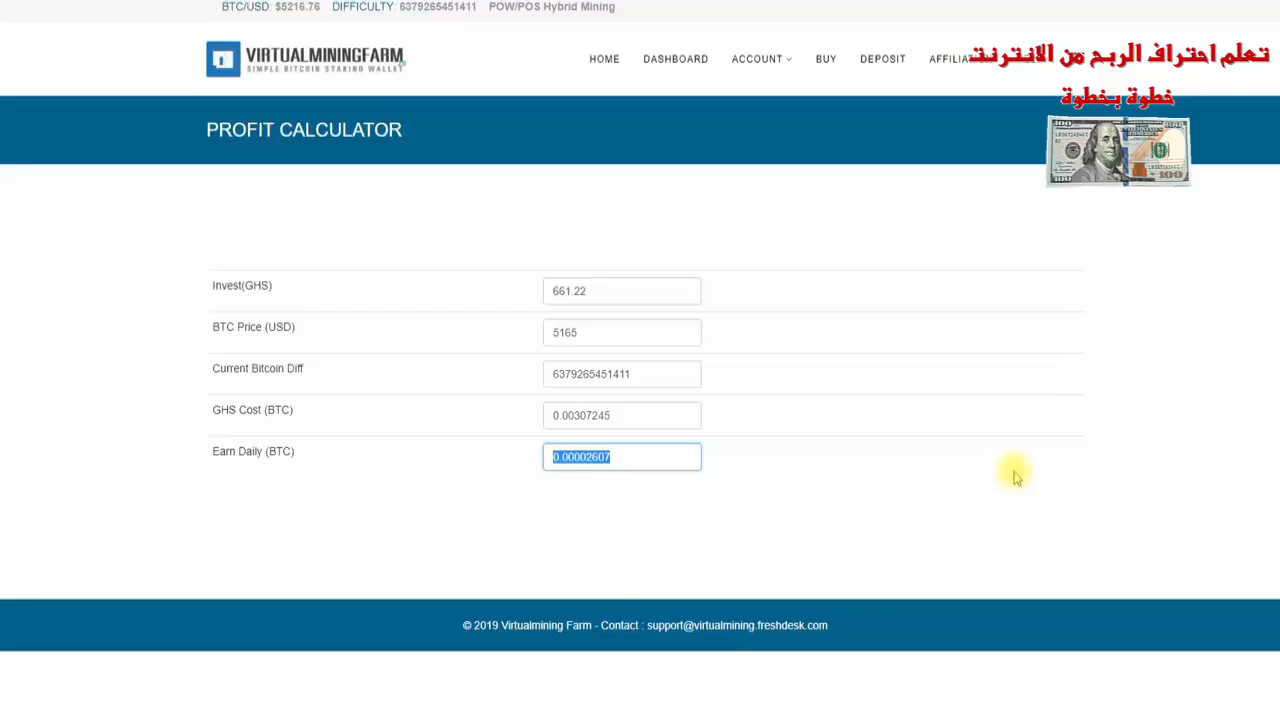 BTC/USD: $5216.76 DIFFICULTY: 6379265451411 POW/POS Hybrid Mining
VIRTUALMININGFARM
SIMPLE BITCOIN STAKING WALLET
HOME DASHBOARD ACCOUNT BUY DEPOSIT
تعلم احتراف الربح من الانترنت
خطوة بخطوة
PROFIT CALCULATOR
Invest(GHS) 661.22
BTC Price (USD) 5165
Current Bitcoin Diff 6379265451411
GHS Cost (BTC) 0.00307245
Earn Daily (BTC) 0.00002607
© 2019 Virtualmining Farm - Contact : support@virtualmining.freshdesk.com